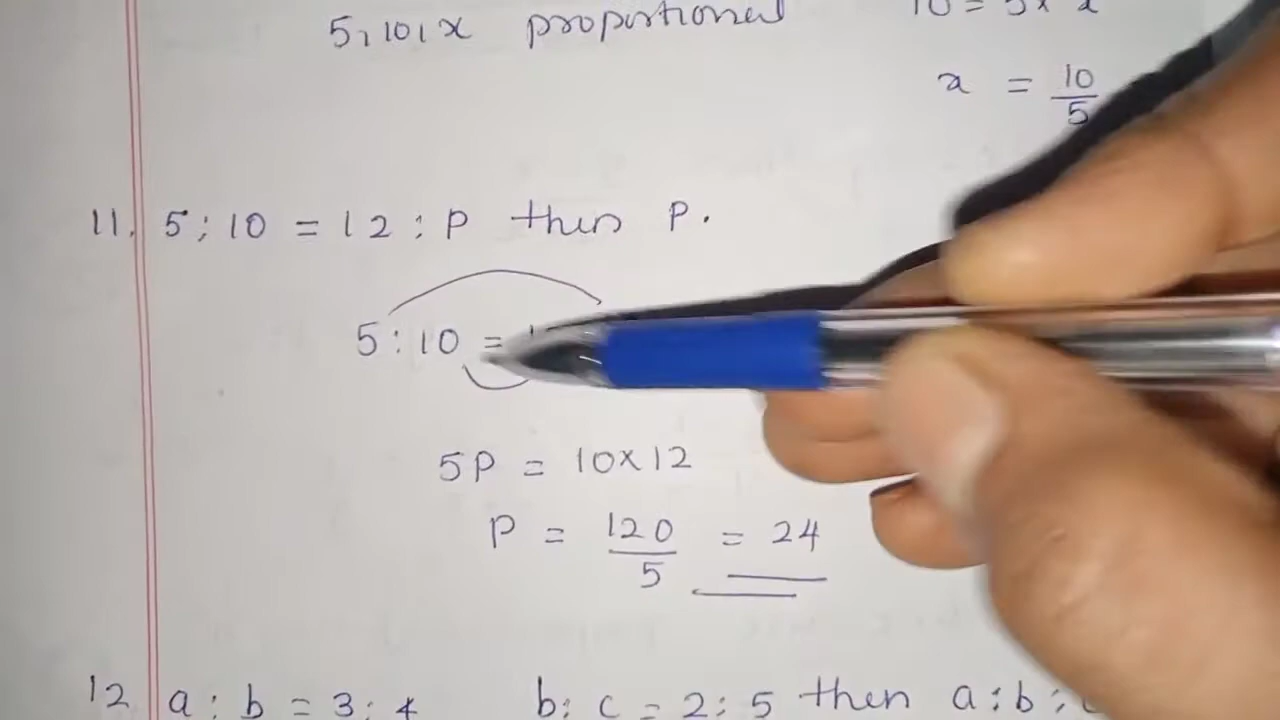 5, 10, x proportional
x = 10/5
11. 5 : 10 = 12 : P then P.
5 : 10 =
5P = 10 x 12
P = 120/5 = 24
12 a : b = 3 : 4 b : c = 2 : 5 then a : b :